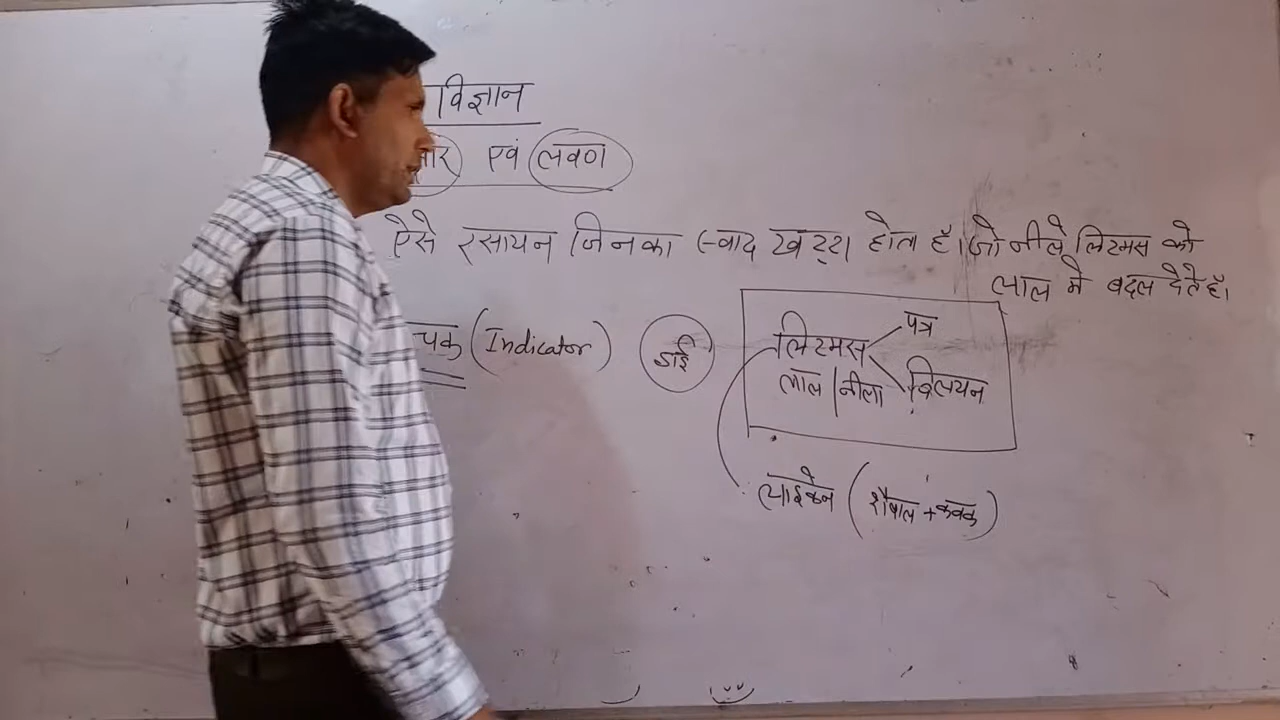 विज्ञान
एवं लवण
ऐसे रसायन जिनका स्वाद खट्टा होता है। जो नीले लिटमस को
लाल में बदल देते है।
(Indicator) डाई
लिटमस पत्र
लाल | नीला विलयन
लाइकेन (शैवाल + कवक)